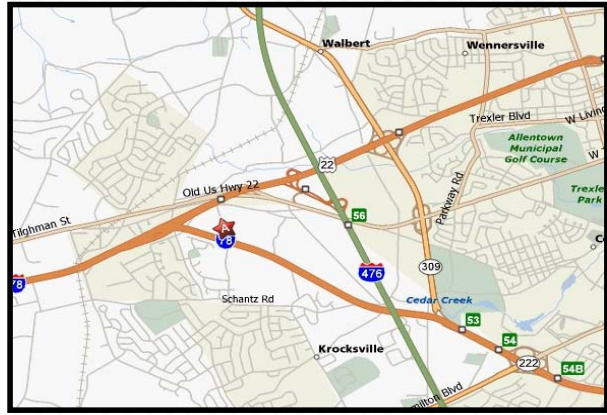 Walbert
Wennersville
Trexler Blvd
W Livin
Allentown
Municipal
Golf Course
22
W
Parkway Rd
Old Us Hwy 22
Trexle
Park
56
Tilghman St
A
78
C
309
78
476
Schantz Rd
Cedar Creek
53
54
Krocksville
222
54B
milton Blvd